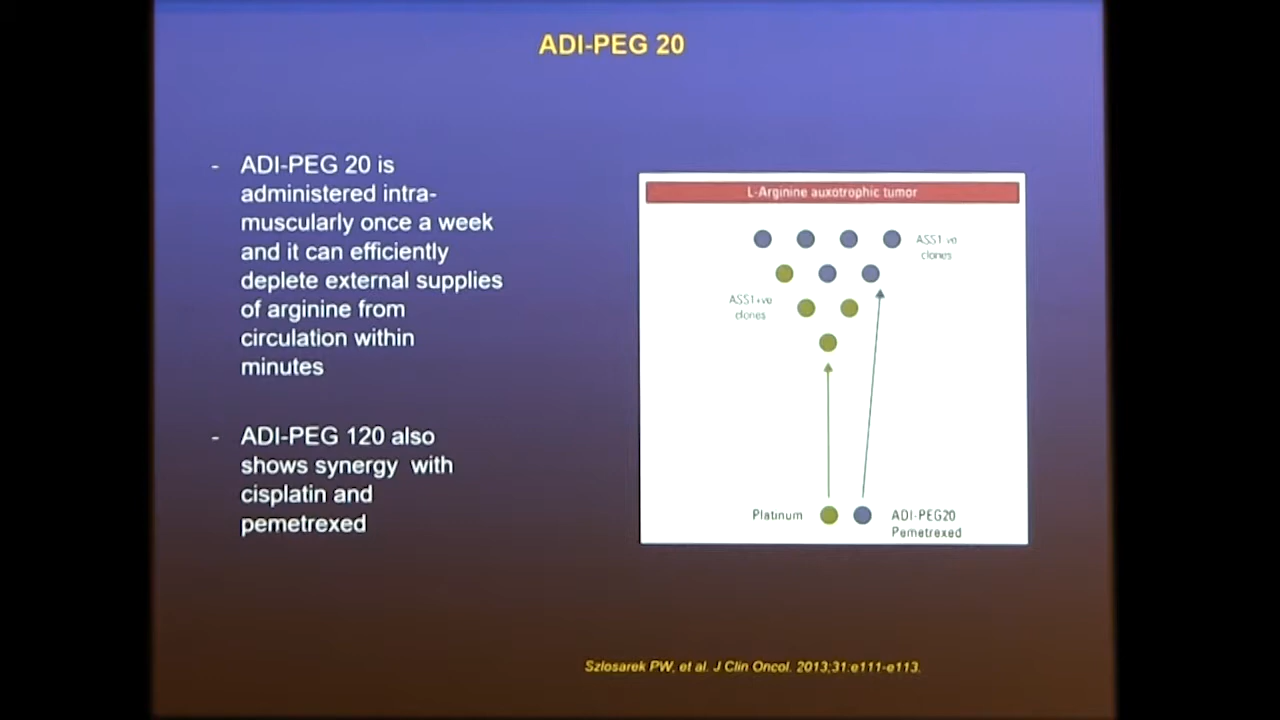 ADI-PEG 20
- ADI-PEG 20 is
administered intra-
muscularly once a week
and it can efficiently
deplete external supplies
of arginine from
circulation within
minutes
- ADI-PEG 120 also
shows synergy with
cisplatin and
pemetrexed
L-Arginine auxotrophic tumor
ASS1-ve
clones
ASS1+ve
clones
Platinum
ADI-PEG20
Pemetrexed
Szlosarek PW, et al. J Clin Oncol. 2013;31:e111-e113.